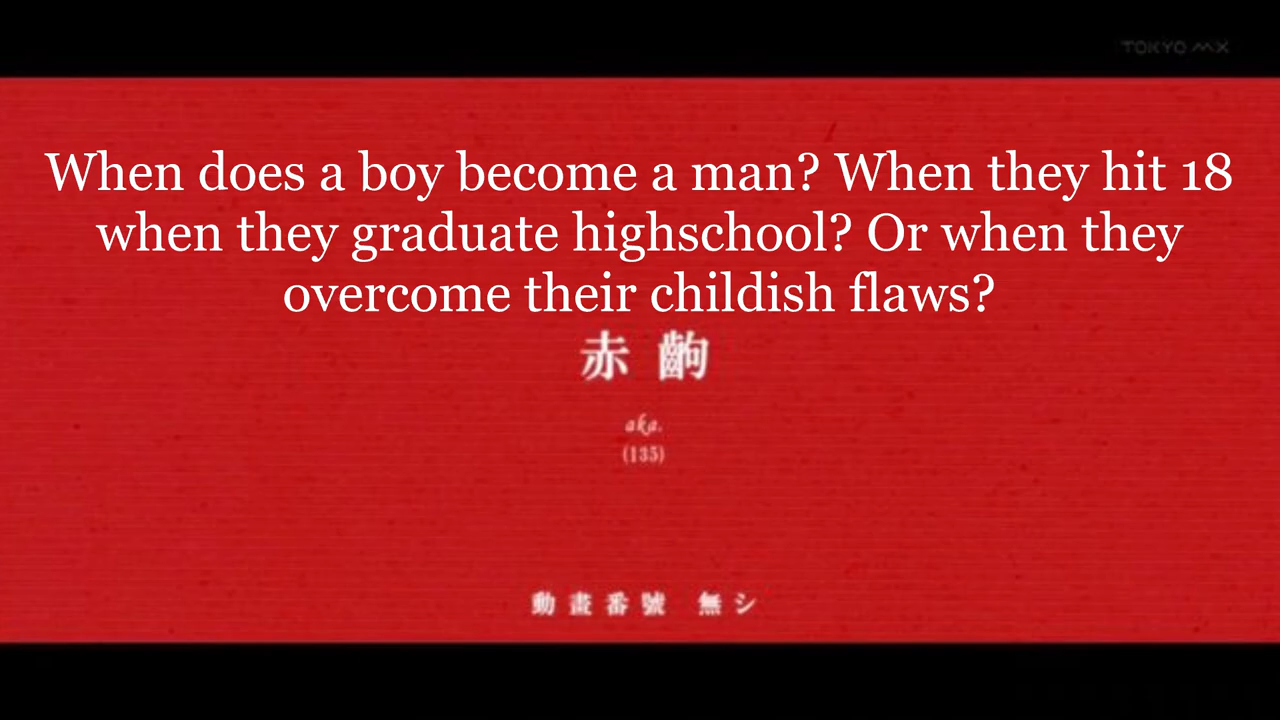 TOKYO MX
When does a boy become a man? When they hit 18
when they graduate highschool? Or when they
overcome their childish flaws?
赤 齣
aka.
(135)
動畫番號 無シ